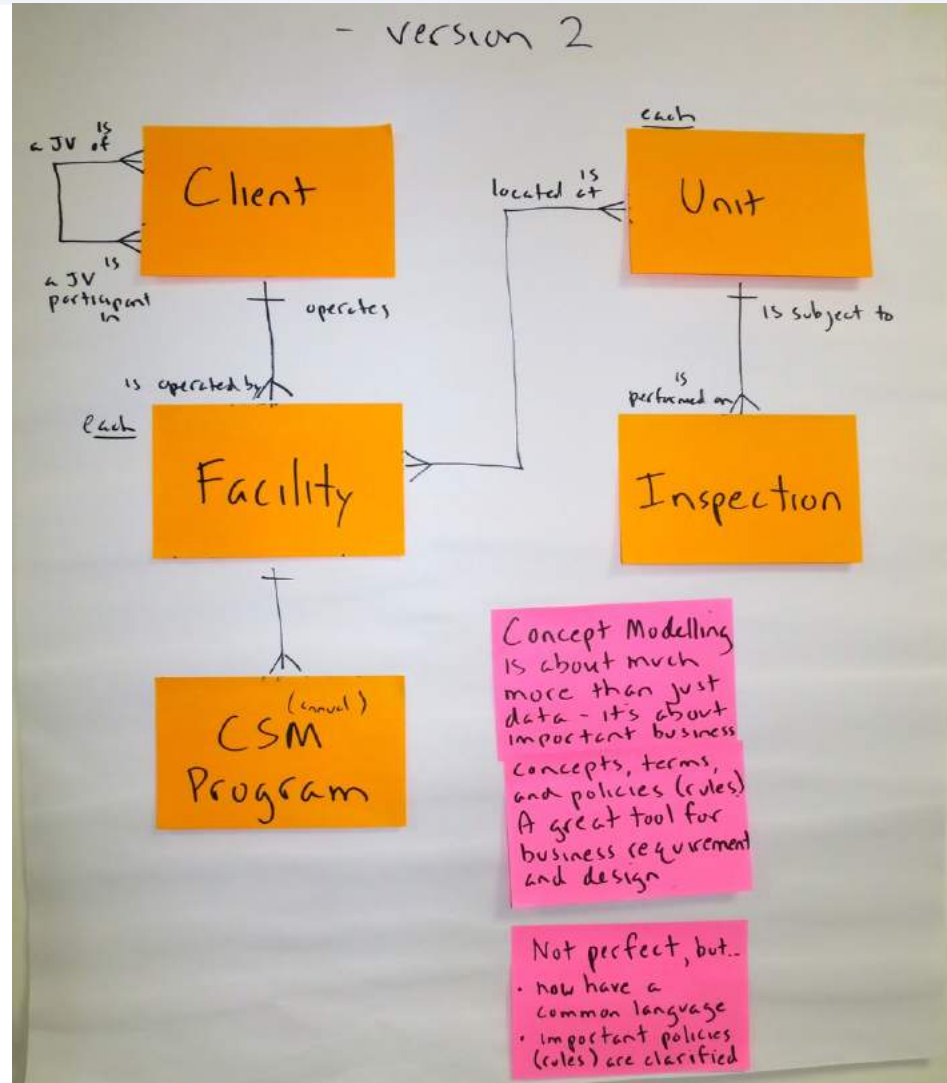 - version 2
is
a JV of
Client
a JV is
participant
in
operates
is operated by
each
Facility
(annual)
CSM
Program
each
is
located at
Unit
is subject to
is
performed on
Inspection
Concept Modelling
is about much
more than just
data - it's about
important business
concepts, terms,
and policies (rules)
A great tool for
business requirement
and design
Not perfect, but..
• now have a
common language
• important policies
(rules) are clarified